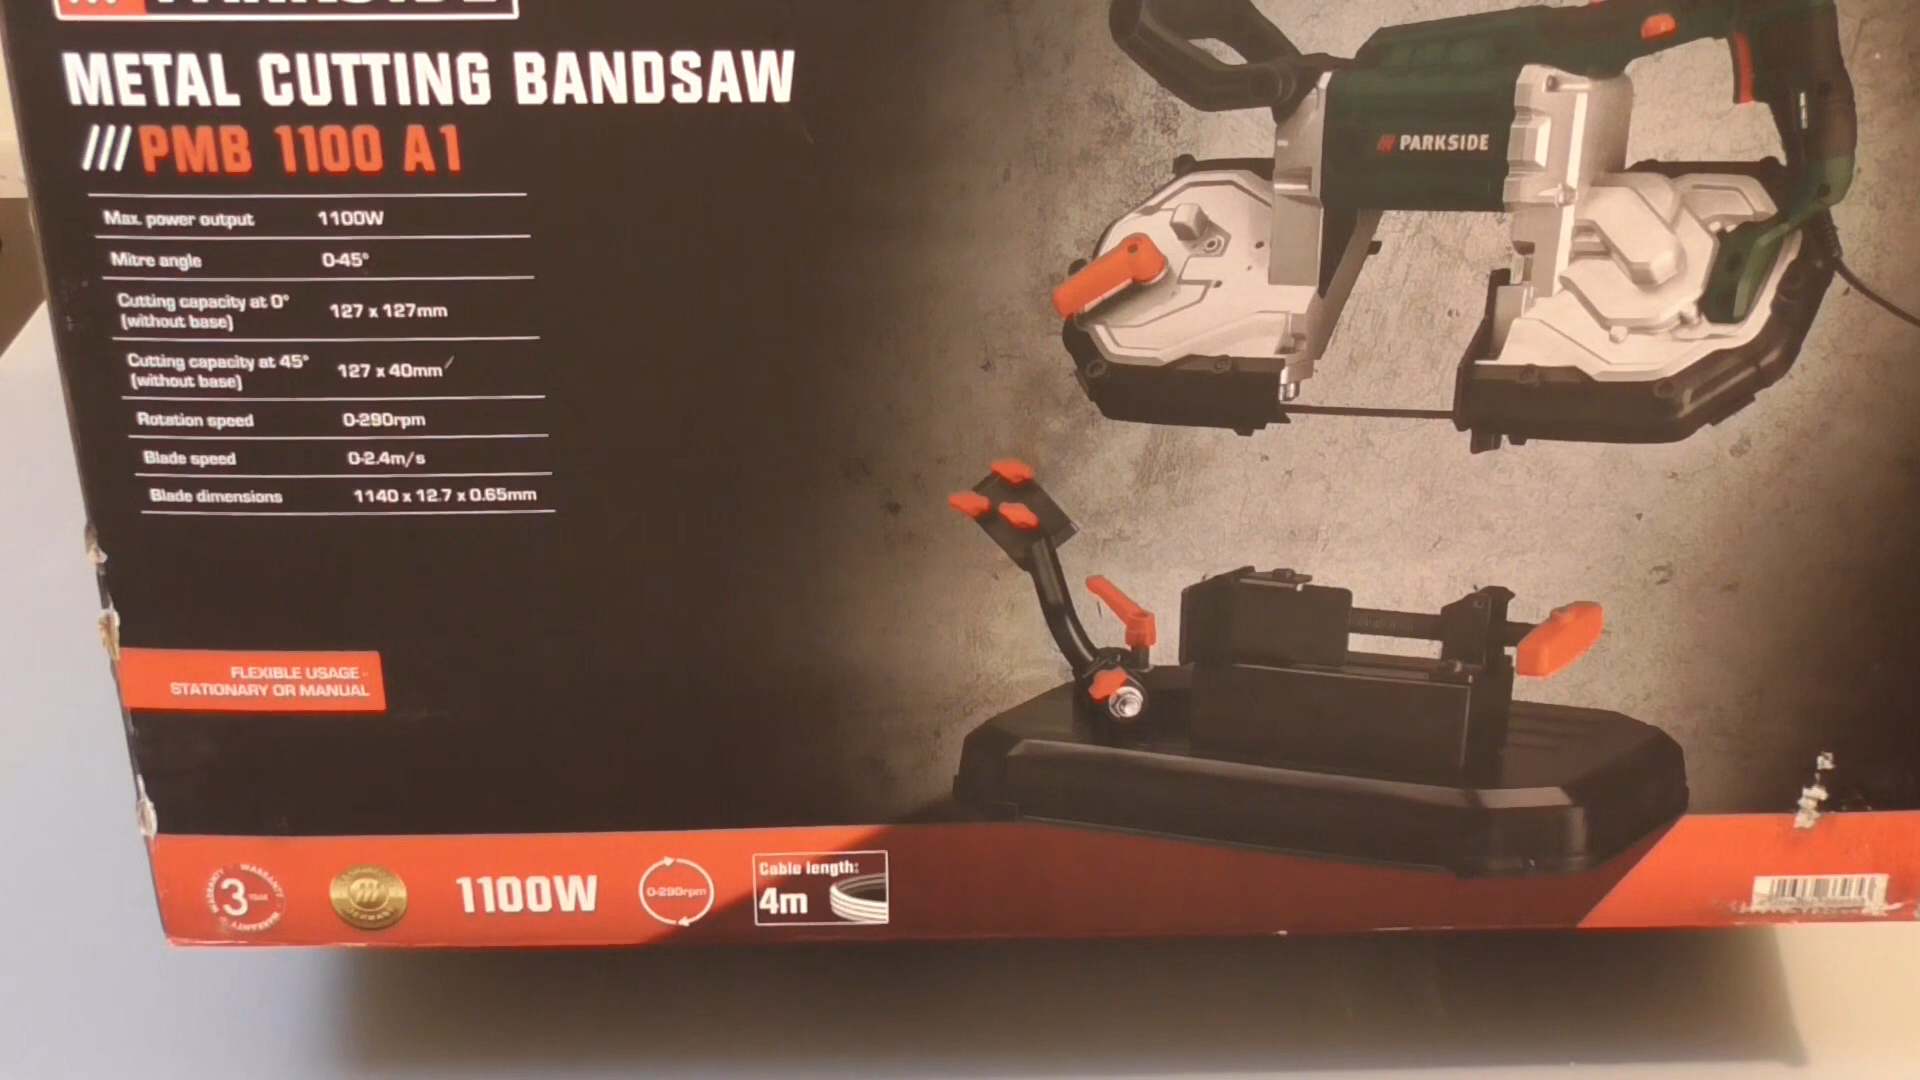 PARKSIDE
METAL CUTTING BANDSAW
/// PMB 1100 A1
Max. power output 1100W
Mitre angle 0-45°
Cutting capacity at 0° (without base) 127 x 127mm
Cutting capacity at 45° (without base) 127 x 40mm
Rotation speed 0-290rpm
Blade speed 0-2.4m/s
Blade dimensions 1140 x 12.7 x 0.65mm
/// PARKSIDE
FLEXIBLE USAGE -
STATIONARY OR MANUAL
WARRANTY
3 YEAR
1100W
0-290rpm
Cable length:
4m